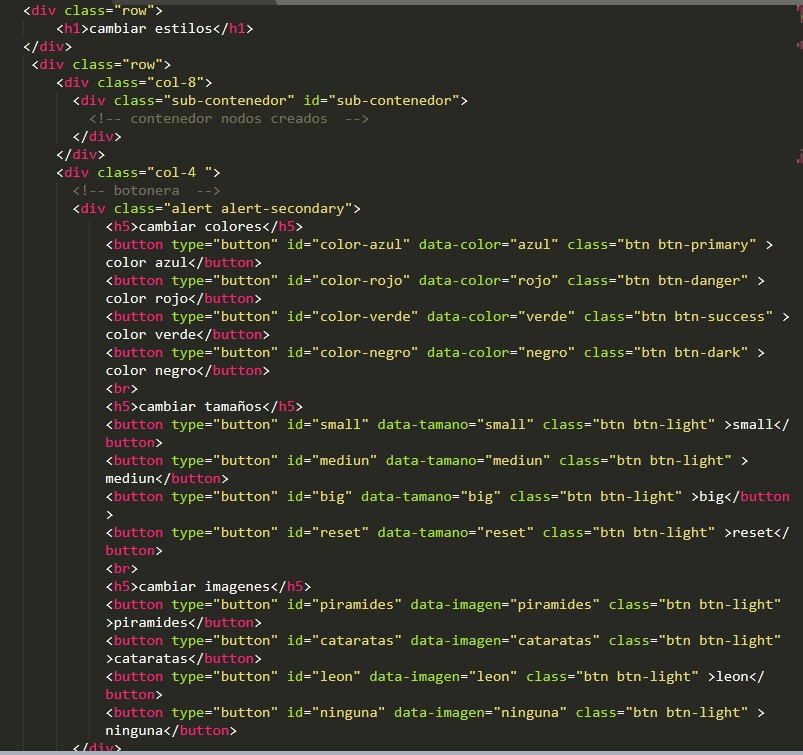 <div class="row">
<h1>cambiar estilos</h1>
</div>
<div class="row">
<div class="col-8">
<div class="sub-contenedor" id="sub-contenedor">
<!-- contenedor nodos creados  -->
</div>
</div>
<div class="col-4 ">
<!-- botonera  -->
<div class="alert alert-secondary">
<h5>cambiar colores</h5>
<button type="button" id="color-azul" data-color="azul" class="btn btn-primary" >
color azul</button>
<button type="button" id="color-rojo" data-color="rojo" class="btn btn-danger" >
color rojo</button>
<button type="button" id="color-verde" data-color="verde" class="btn btn-success" >
color verde</button>
<button type="button" id="color-negro" data-color="negro" class="btn btn-dark" >
color negro</button>
<br>
<h5>cambiar tamaños</h5>
<button type="button" id="small" data-tamano="small" class="btn btn-light" >small</
button>
<button type="button" id="mediun" data-tamano="mediun" class="btn btn-light" >
mediun</button>
<button type="button" id="big" data-tamano="big" class="btn btn-light" >big</button
>
<button type="button" id="reset" data-tamano="reset" class="btn btn-light" >reset</
button>
<br>
<h5>cambiar imagenes</h5>
<button type="button" id="piramides" data-imagen="piramides" class="btn btn-light"
>piramides</button>
<button type="button" id="cataratas" data-imagen="cataratas" class="btn btn-light"
>cataratas</button>
<button type="button" id="leon" data-imagen="leon" class="btn btn-light" >leon</
button>
<button type="button" id="ninguna" data-imagen="ninguna" class="btn btn-light" >
ninguna</button>
</div>